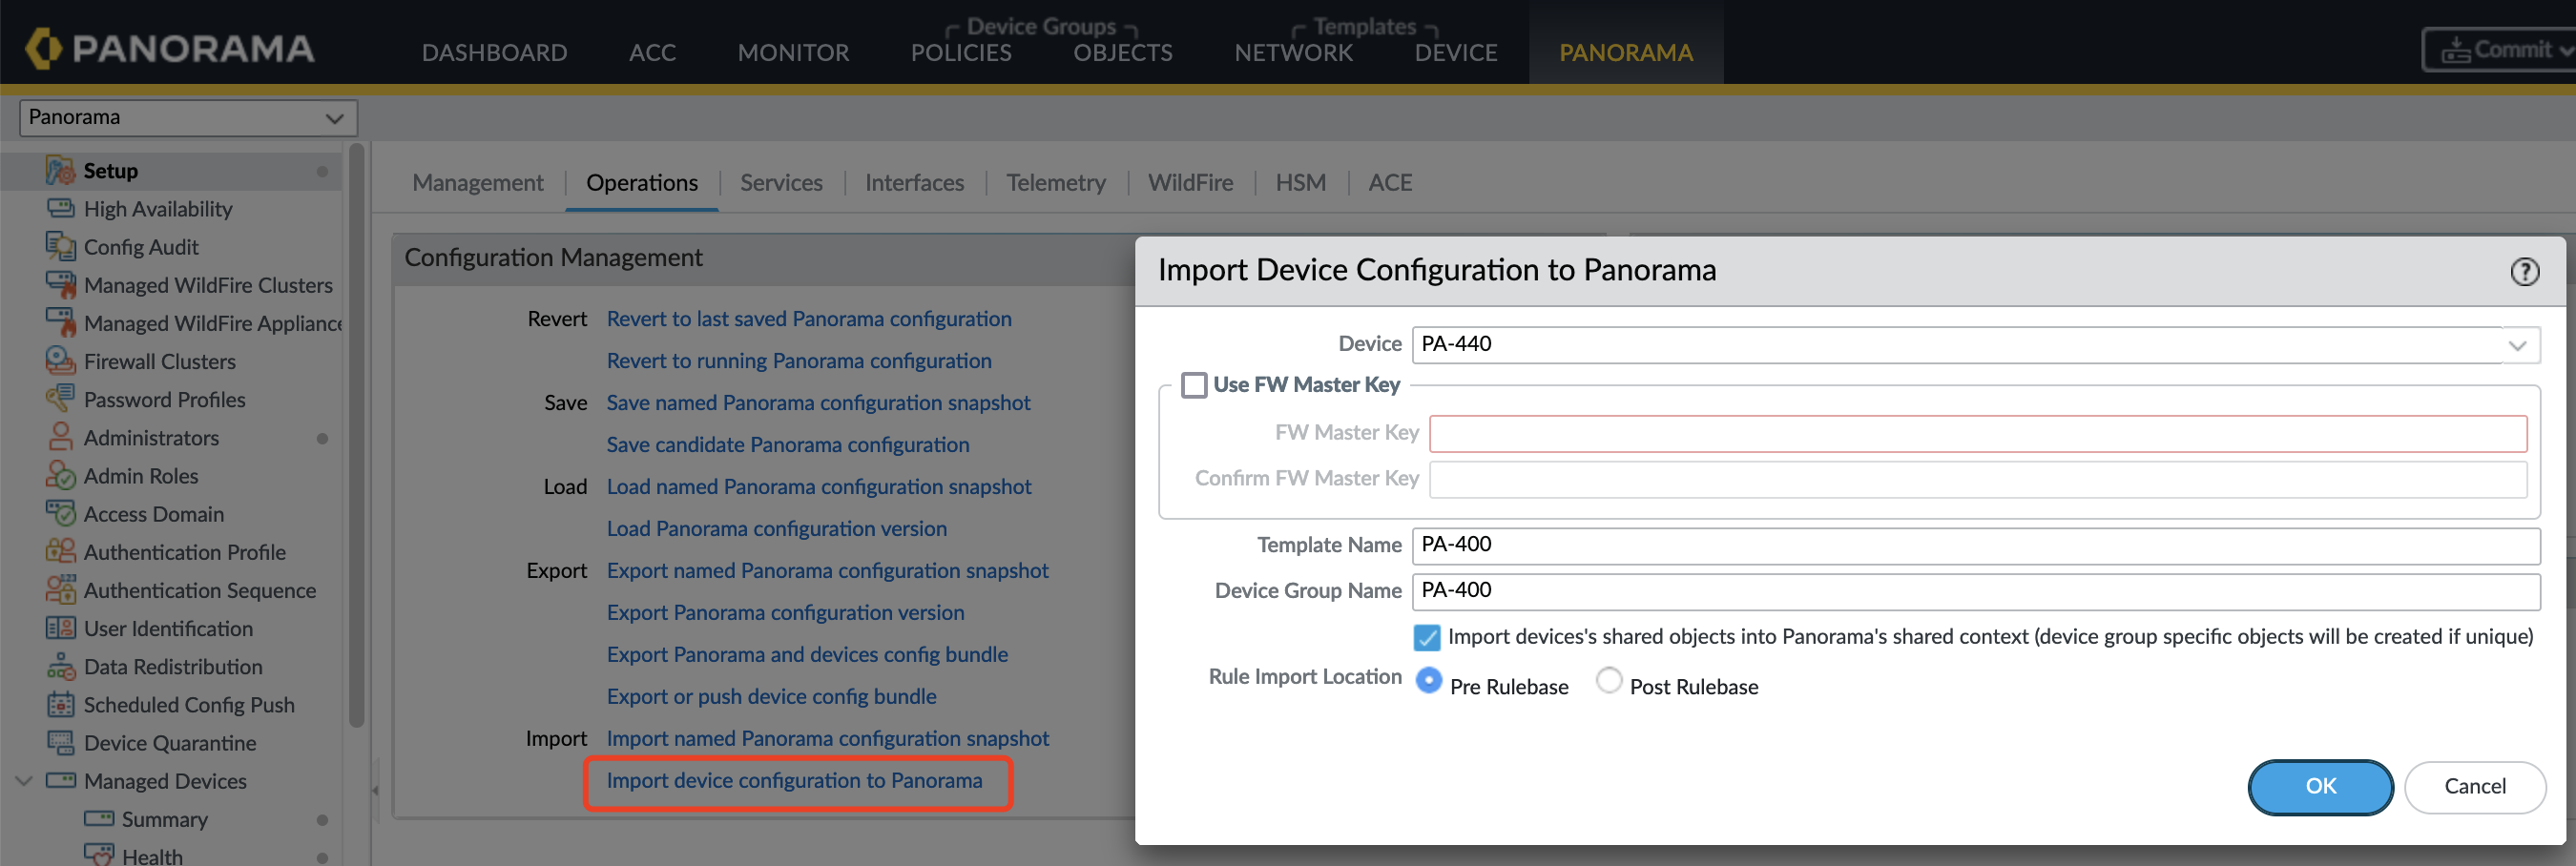 PANORAMA
Device Groups
Templates
DASHBOARD ACC MONITOR POLICIES OBJECTS NETWORK DEVICE PANORAMA
Commit
Panorama
Setup
High Availability
Config Audit
Managed WildFire Clusters
Managed WildFire Appliance
Firewall Clusters
Password Profiles
Administrators
Admin Roles
Access Domain
Authentication Profile
Authentication Sequence
User Identification
Data Redistribution
Scheduled Config Push
Device Quarantine
Managed Devices
Summary
Health
Management Operations Services Interfaces Telemetry WildFire HSM ACE
Configuration Management
Revert Revert to last saved Panorama configuration
Revert to running Panorama configuration
Save Save named Panorama configuration snapshot
Save candidate Panorama configuration
Load Load named Panorama configuration snapshot
Load Panorama configuration version
Export Export named Panorama configuration snapshot
Export Panorama configuration version
Export Panorama and devices config bundle
Export or push device config bundle
Import Import named Panorama configuration snapshot
Import device configuration to Panorama
Import Device Configuration to Panorama
?
Device PA-440
Use FW Master Key
FW Master Key
Confirm FW Master Key
Template Name PA-400
Device Group Name PA-400
Import devices's shared objects into Panorama's shared context (device group specific objects will be created if unique)
Rule Import Location Pre Rulebase Post Rulebase
OK Cancel